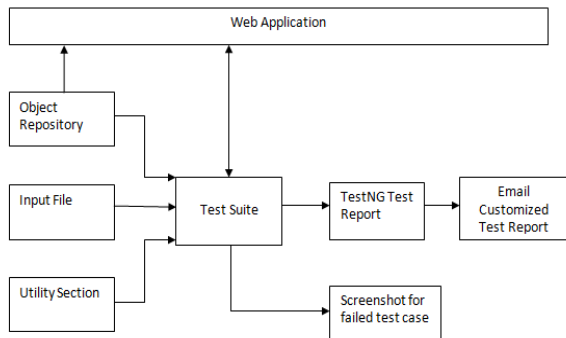 Web Application
Object
Repository
Input File
Test Suite
TestNG Test
Report
Email
Customized
Test Report
Utility Section
Screenshot for
failed test case